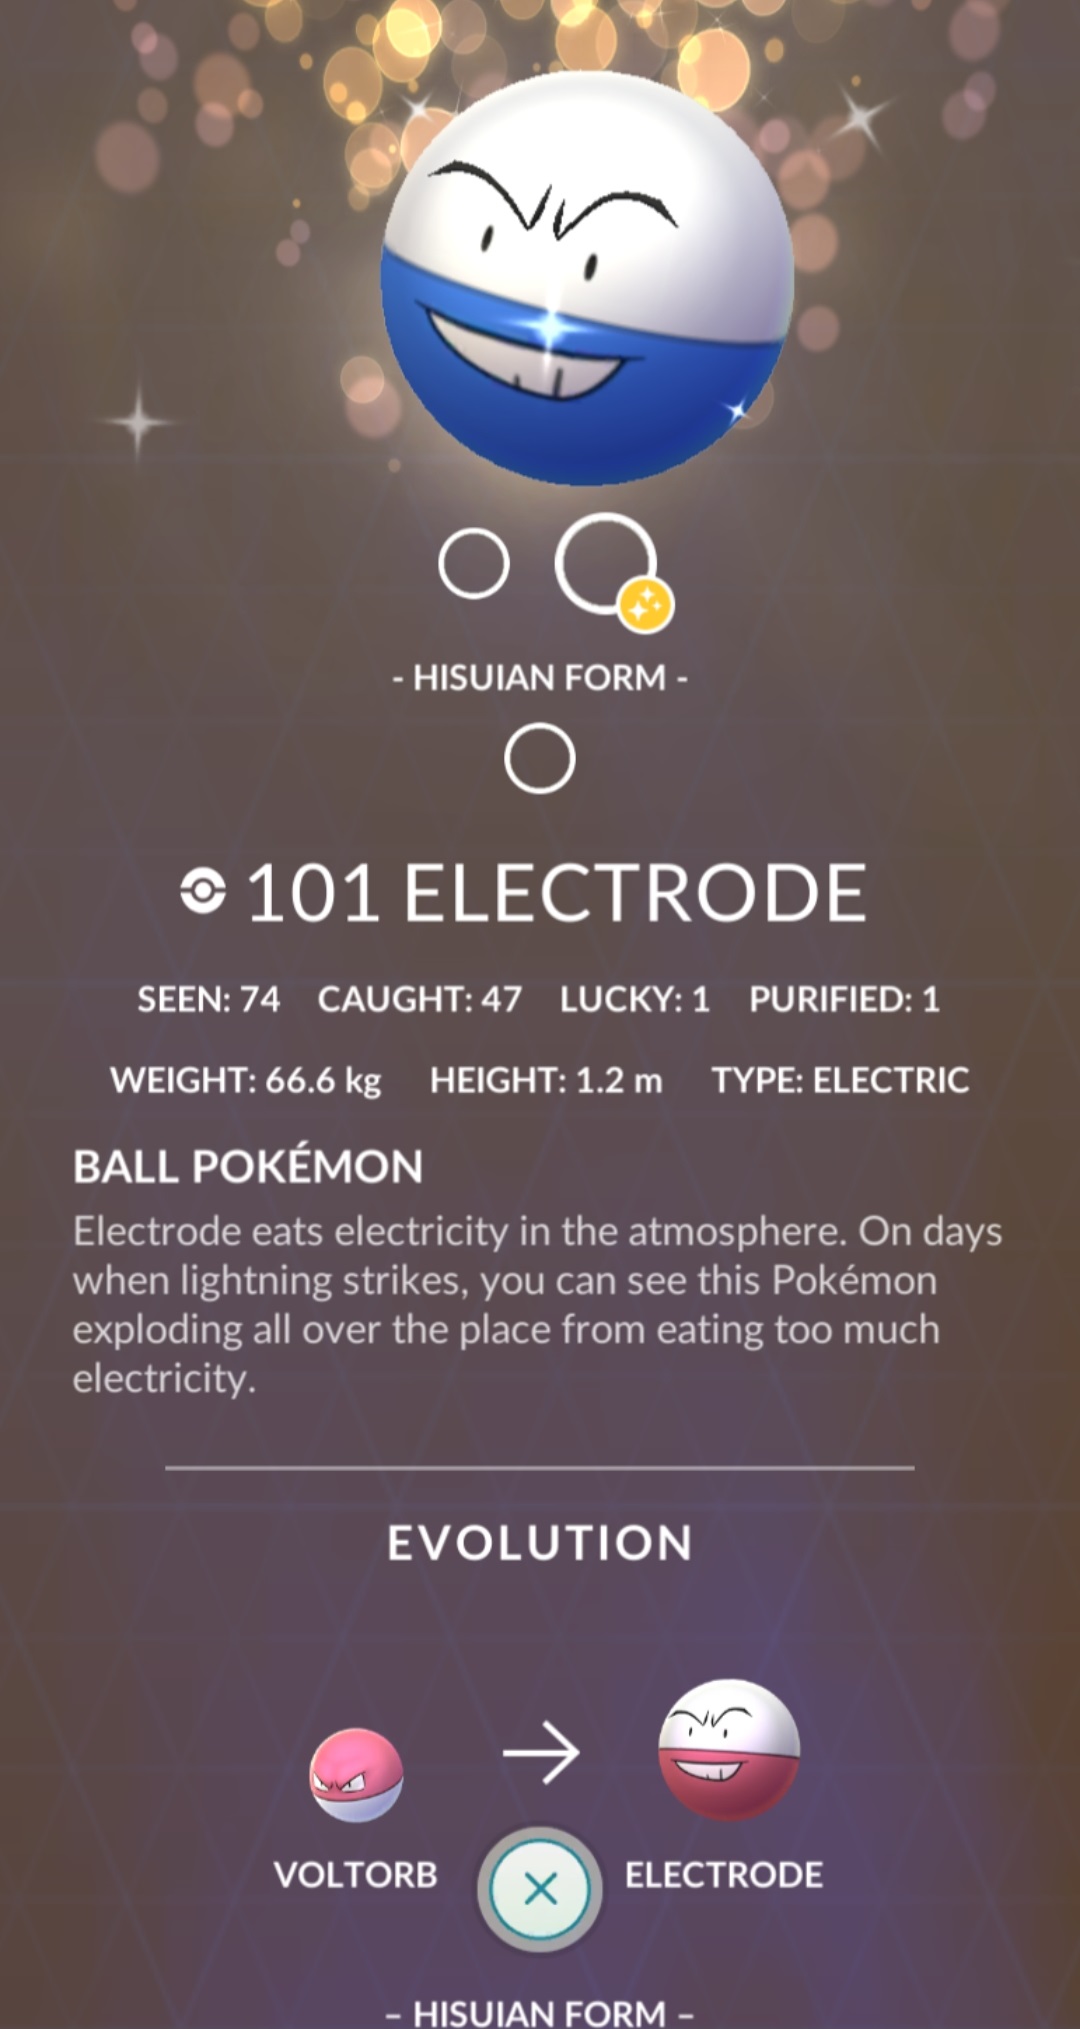 - HISUIAN FORM -
101 ELECTRODE
SEEN: 74 CAUGHT: 47 LUCKY: 1 PURIFIED: 1
WEIGHT: 66.6 kg HEIGHT: 1.2 m TYPE: ELECTRIC
BALL POKÉMON
Electrode eats electricity in the atmosphere. On days
when lightning strikes, you can see this Pokémon
exploding all over the place from eating too much
electricity.
EVOLUTION
VOLTORB ELECTRODE
– HISUIAN FORM –